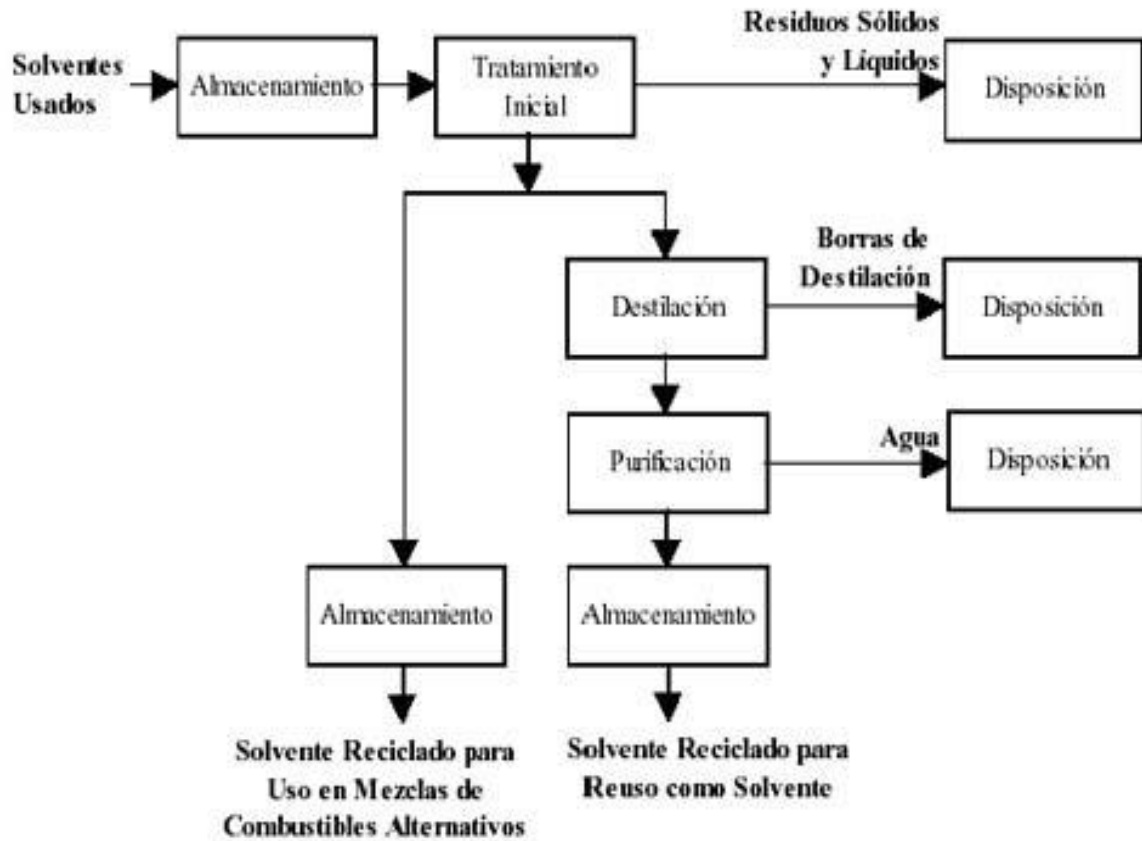 Solventes
Usados
Almacenamiento
Tratamiento
Inicial
Residuos Sólidos
y Líquidos
Disposición
Borras de
Destilación
Destilación
Disposición
Purificación
Agua
Disposición
Almacenamiento
Almacenamiento
Solvente Reciclado para
Uso en Mezclas de
Combustibles Alternativos
Solvente Reciclado para
Reuso como Solvente